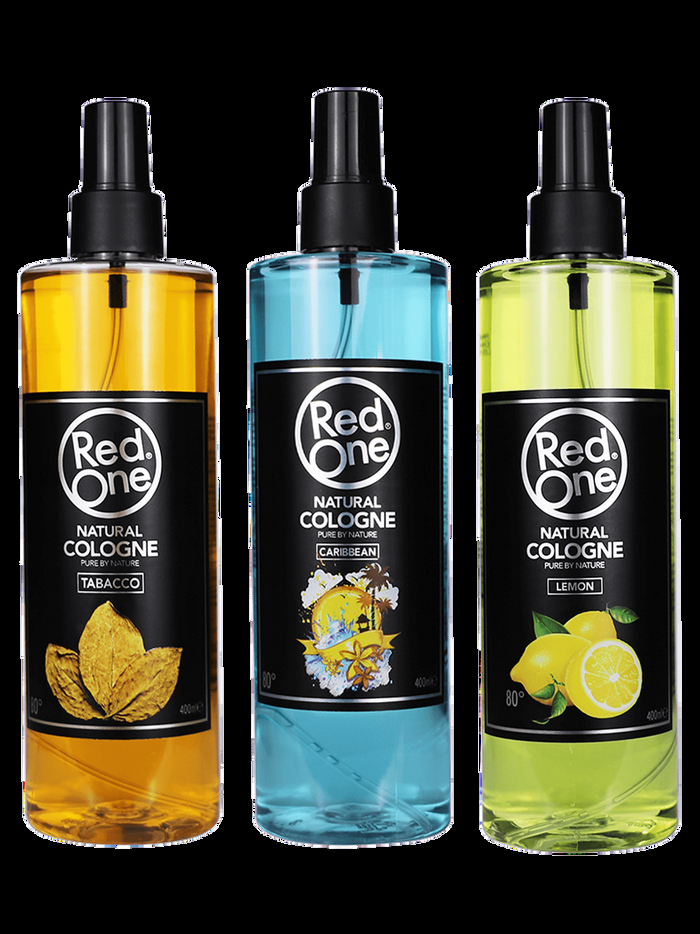 Red®
One
NATURAL
COLOGNE
PURE BY NATURE
TABACCO
80°
400ml℮
Red®
One
NATURAL
COLOGNE
PURE BY NATURE
CARIBBEAN
80°
400ml℮
Red®
One
NATURAL
COLOGNE
PURE BY NATURE
LEMON
80°
400ml℮